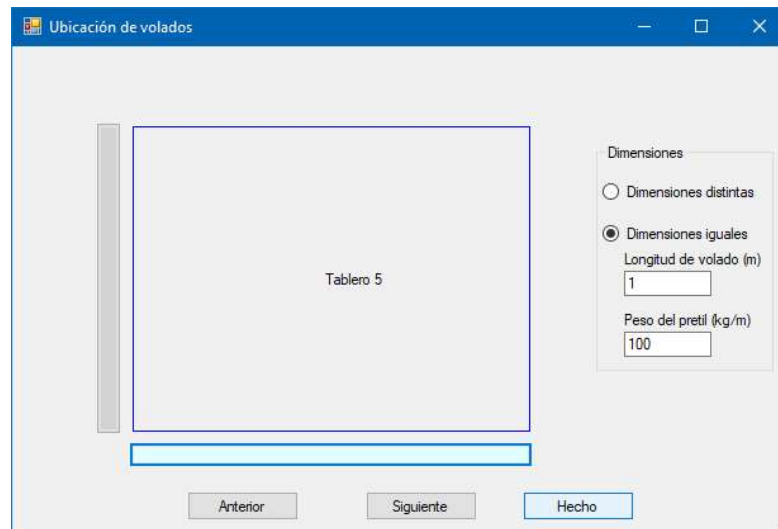 Ubicación de volados
Tablero 5
Dimensiones
Dimensiones distintas
Dimensiones iguales
Longitud de volado (m)
1
Peso del pretil (kg/m)
100
Anterior
Siguiente
Hecho